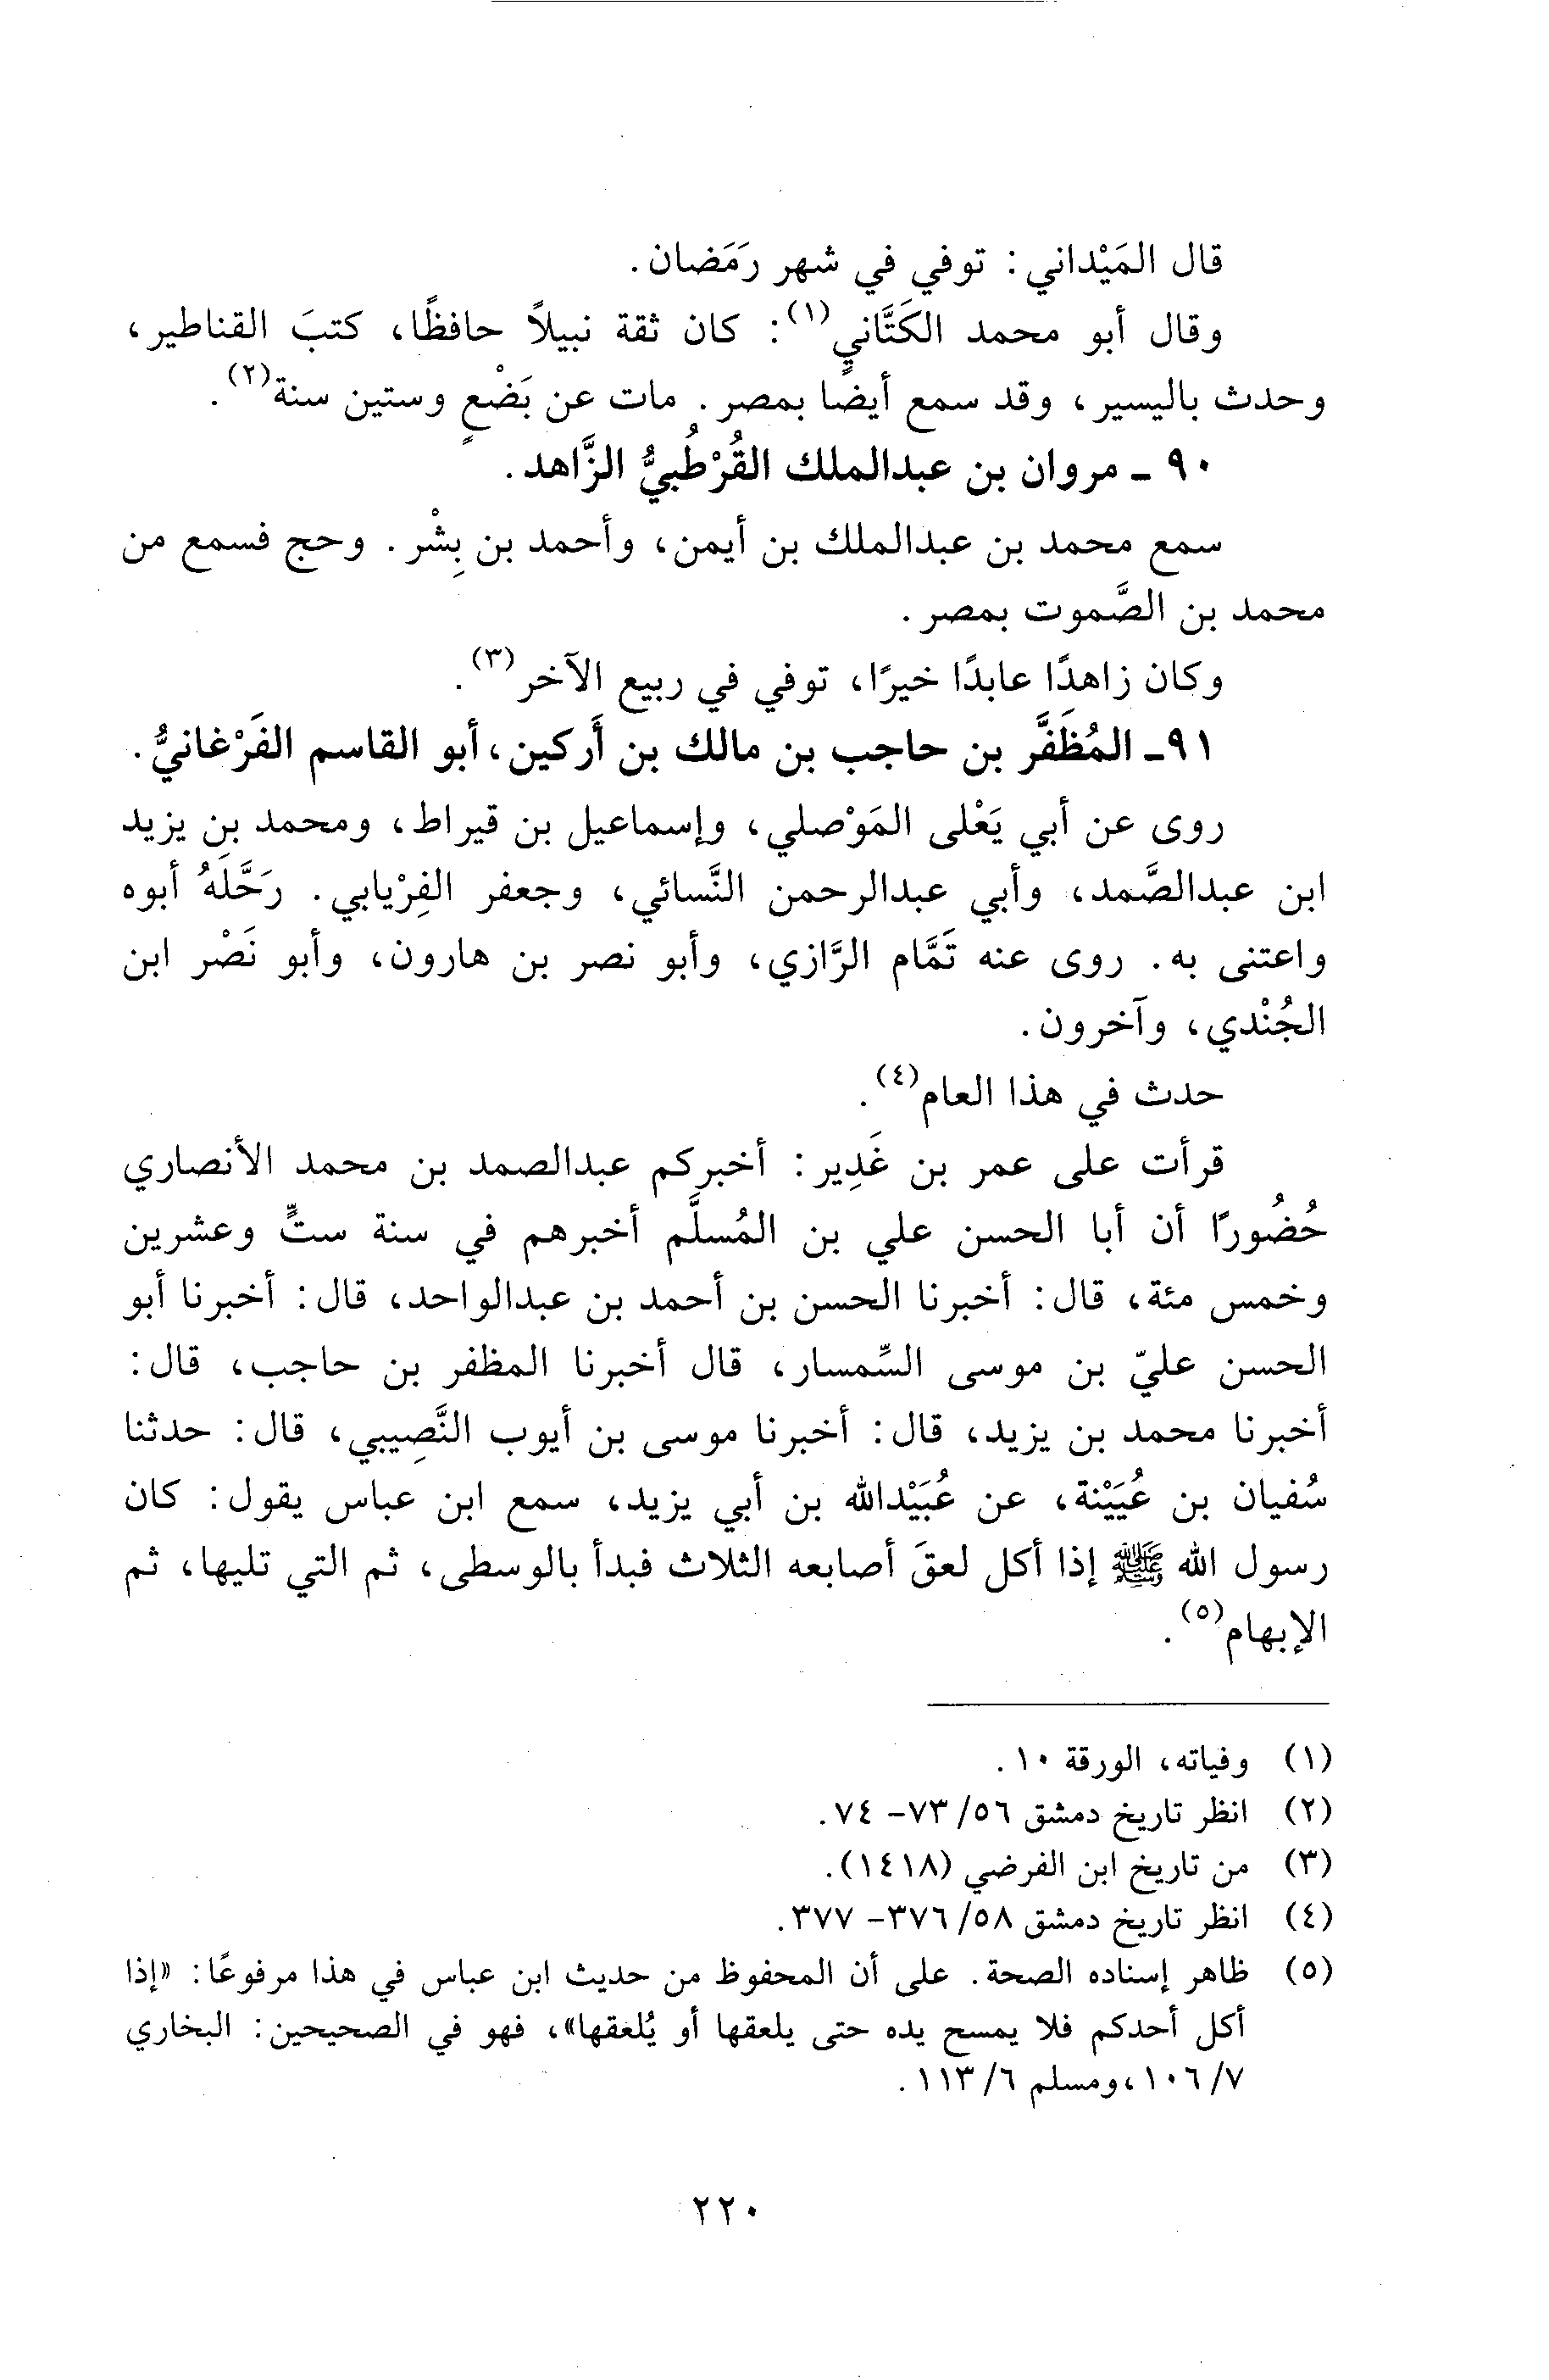 قال المَيْداني: توفي في شهر رَمَضان.
وقال أبو محمد الكَتَّاني(١): كان ثقة نبيلاً حافظًا، كتبَ القناطير،
وحدث باليسير، وقد سمع أيضًا بمصر. مات عن بَضْعٍ وستين سنة(٢).
٩٠ - مروان بن عبدالملك القُرْطُبيُّ الزَّاهد.
سمع محمد بن عبدالملك بن أيمن، وأحمد بن بِشْر. وحج فسمع من
محمد بن الصَّموت بمصر.
وكان زاهدًا عابدًا خيرًا، توفي في ربيع الآخر(٣).
٩١- المُظَفَّر بن حاجب بن مالك بن أَركين، أبو القاسم الفَرْغانيُّ.
روى عن أبي يَعْلى المَوْصلي، وإسماعيل بن قيراط، ومحمد بن يزيد
ابن عبدالصَّمد، وأبي عبدالرحمن النَّسائي، وجعفر الفِرْيابي. رَحَّلَهُ أبوه
واعتنى به. روى عنه تَمَّام الرَّازي، وأبو نصر بن هارون، وأبو نَصْر ابن
الجُنْدي، وآخرون.
حدث في هذا العام(٤).
قرأت على عمر بن غَدِير: أخبركم عبدالصمد بن محمد الأنصاري
حُضُورًا أن أبا الحسن علي بن المُسلَّم أخبرهم في سنة ستٍّ وعشرين
وخمس مئة، قال: أخبرنا الحسن بن أحمد بن عبدالواحد، قال: أخبرنا أبو
الحسن عليّ بن موسى السِّمسار، قال أخبرنا المظفر بن حاجب، قال:
أخبرنا محمد بن يزيد، قال: أخبرنا موسى بن أيوب النَّصِيبي، قال: حدثنا
سُفيان بن عُيَيْنة، عن عُبَيْدالله بن أبي يزيد، سمع ابن عباس يقول: كان
رسول الله ﷺ إذا أكل لعقَ أصابعه الثلاث فبدأ بالوسطى، ثم التي تليها، ثم
الإبهام(٥).
(١) وفياته، الورقة ١٠.
(٢) انظر تاريخ دمشق ٥٦/ ٧٣- ٧٤.
(٣) من تاريخ ابن الفرضي (١٤١٨).
(٤) انظر تاريخ دمشق ٥٨/ ٣٧٦- ٣٧٧.
(٥) ظاهر إسناده الصحة. على أن المحفوظ من حديث ابن عباس في هذا مرفوعًا: «إذا
أكل أحدكم فلا يمسح يده حتى يلعقها أو يُلعقها»، فهو في الصحيحين: البخاري
٧/ ١٠٦، ومسلم ٦/ ١١٣.
٢٢٠